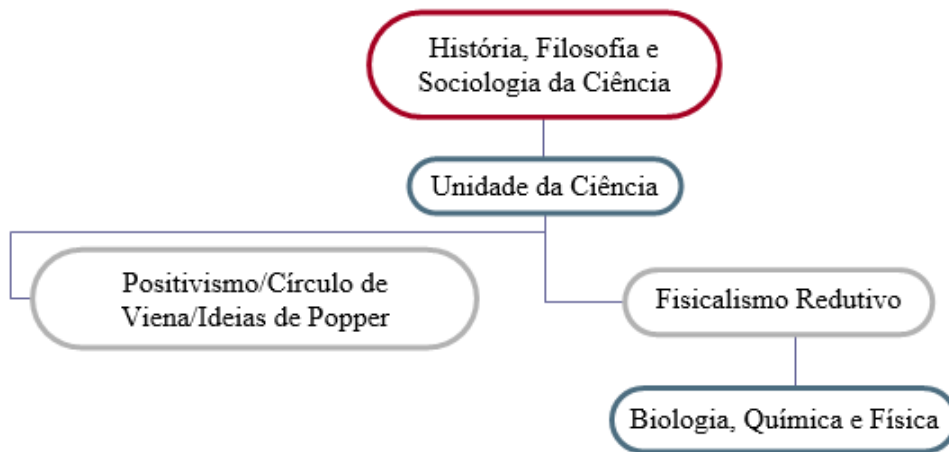 História, Filosofia e
Sociologia da Ciência
Unidade da Ciência
Positivismo/Círculo de
Viena/Ideias de Popper
Fisicalismo Redutivo
Biologia, Química e Física